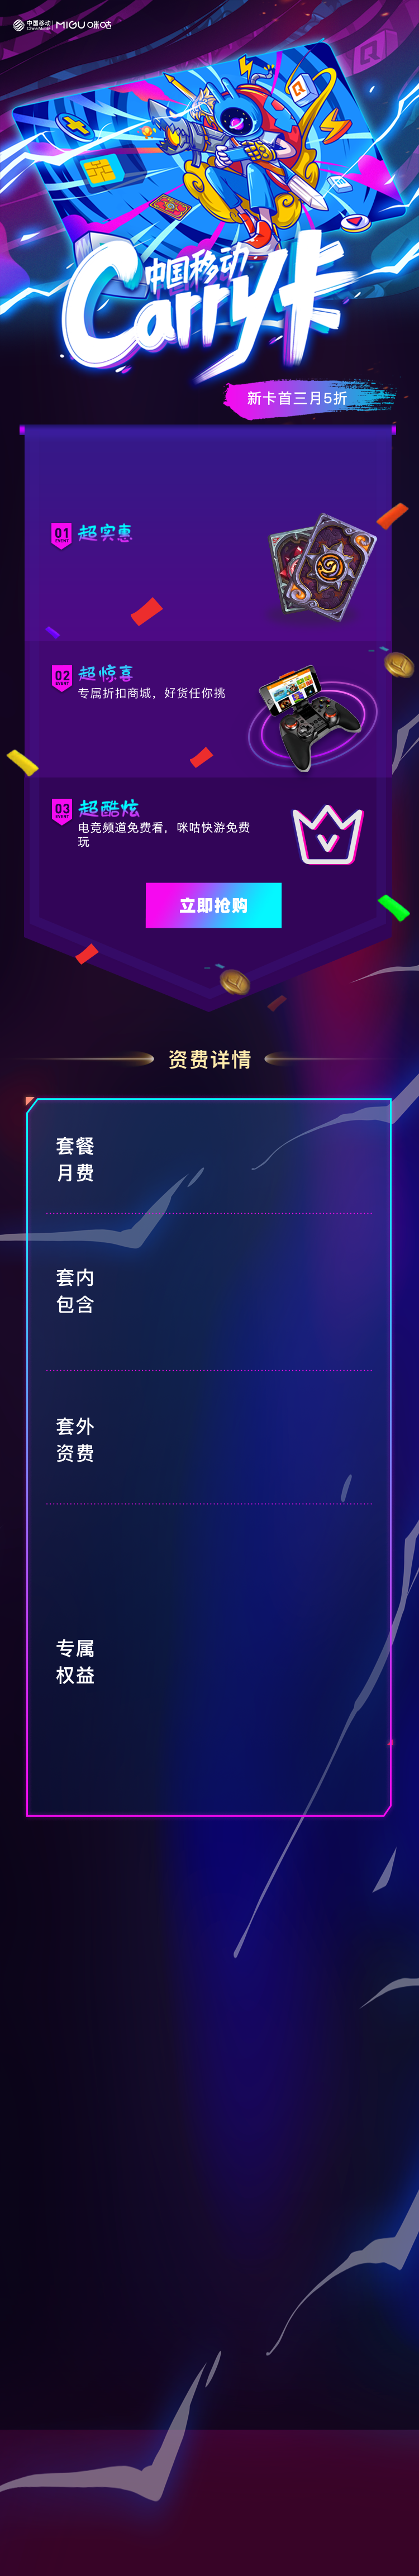 中国移动
China Mobile
MIGU 咪咕
中国移动
Carry卡
新卡首三月5折
01
EVENT
超实惠
02
EVENT
超惊喜
专属折扣商城，好货任你挑
03
EVENT
超酷炫
电竞频道免费看，咪咕快游免费
玩
立即抢购
资费详情
套餐
月费
套内
包含
套外
资费
专属
权益